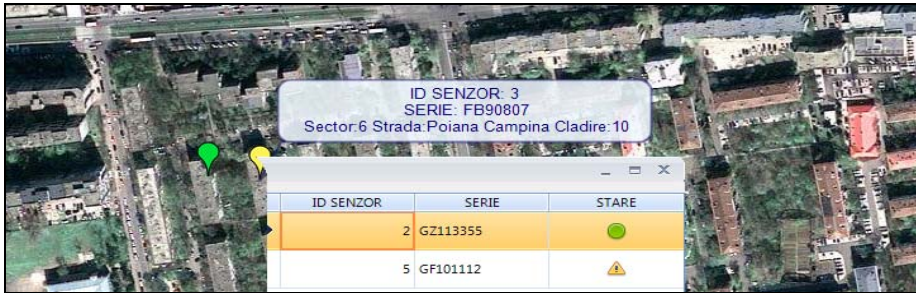 ID SENZOR: 3
SERIE: FB90807
Sector:6 Strada:Poiana Campina Cladire:10
ID SENZOR SERIE STARE
2 GZ113355
5 GF101112